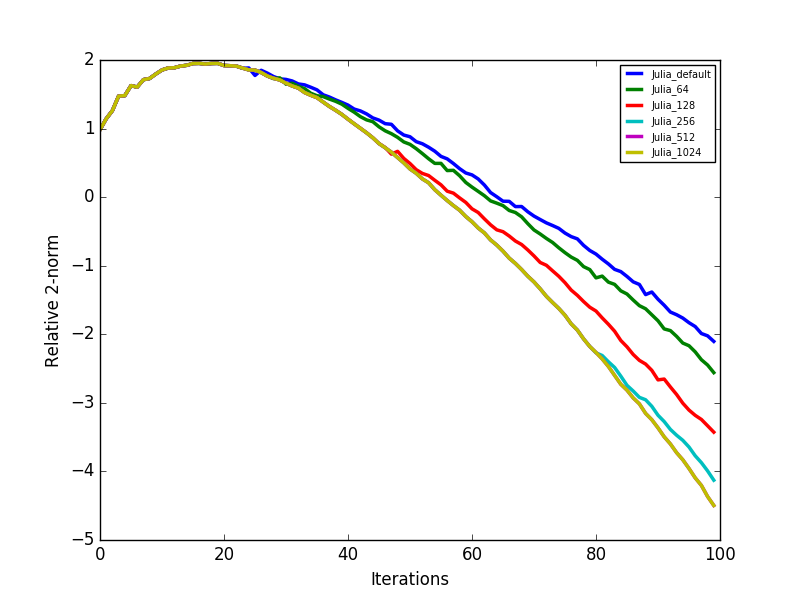 2
1
0
−1
−2
−3
−4
−5
Relative 2-norm
0 20 40 60 80 100
Iterations
Julia_default
Julia_64
Julia_128
Julia_256
Julia_512
Julia_1024